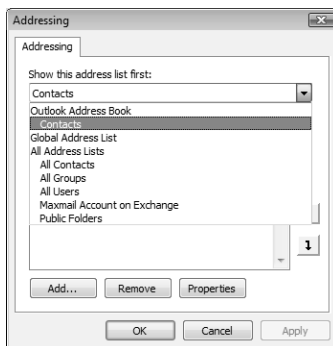 Addressing
Addressing
Show this address list first:
Contacts
Outlook Address Book
Contacts
Global Address List
All Address Lists
All Contacts
All Groups
All Users
Maxmail Account on Exchange
Public Folders
Add...
Remove
Properties
OK
Cancel
Apply